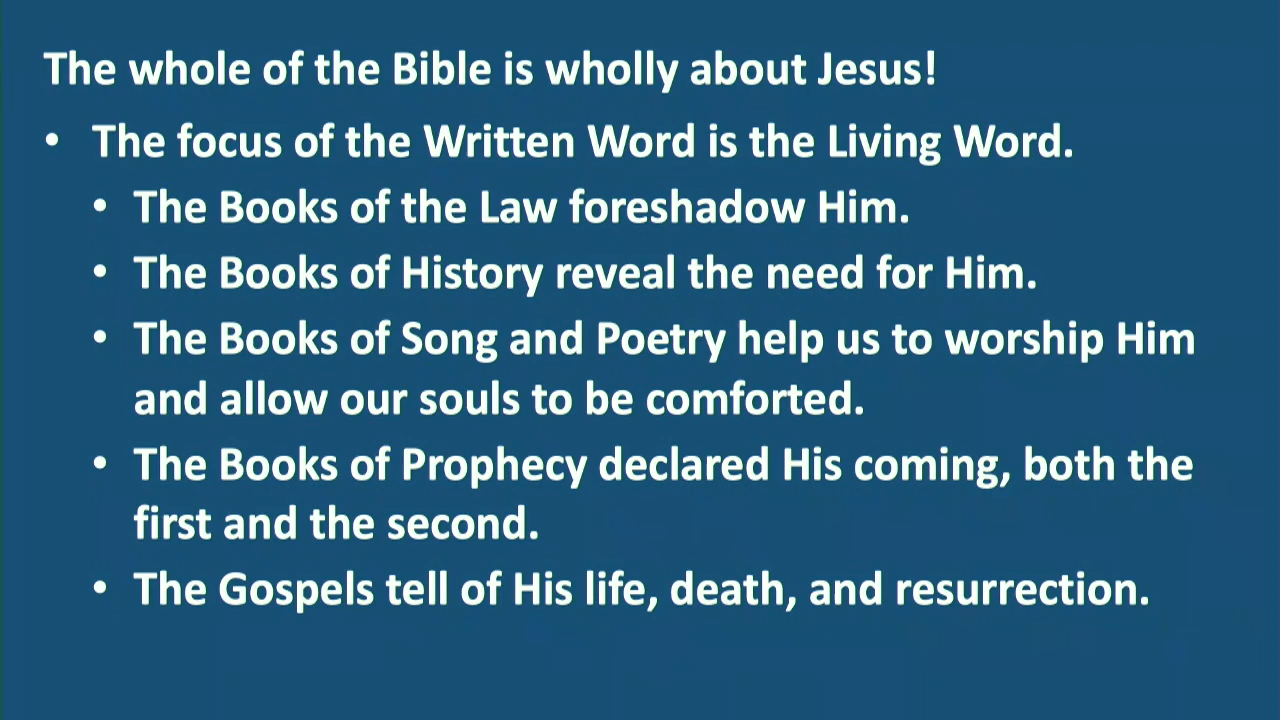 The whole of the Bible is wholly about Jesus!
• The focus of the Written Word is the Living Word.
• The Books of the Law foreshadow Him.
• The Books of History reveal the need for Him.
• The Books of Song and Poetry help us to worship Him
and allow our souls to be comforted.
• The Books of Prophecy declared His coming, both the
first and the second.
• The Gospels tell of His life, death, and resurrection.